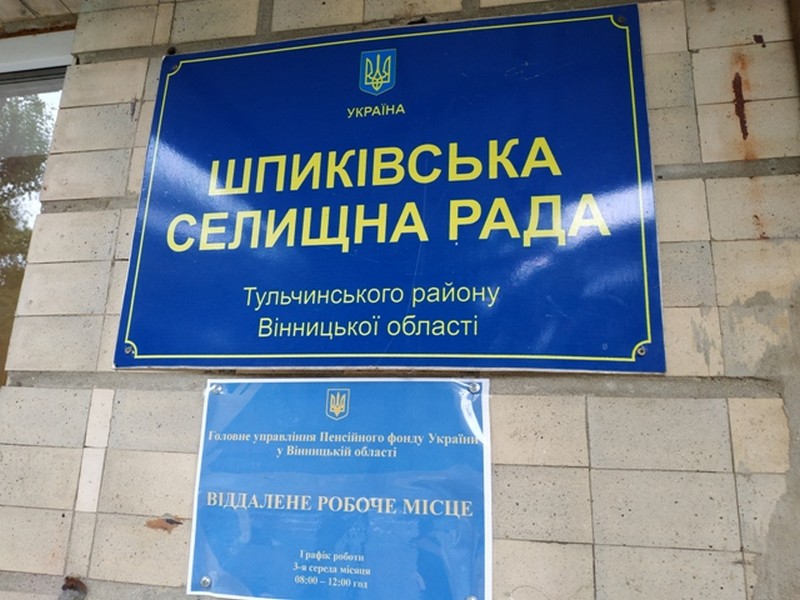 УКРАЇНА
ШПИКІВСЬКА
СЕЛИЩНА РАДА
Тульчинського району
Вінницької області
Головне управління Пенсійного фонду України
у Вінницькій області
ВІДДАЛЕНЕ РОБОЧЕ МІСЦЕ
Графік роботи
3-я середа місяця
08:00 – 12:00 год